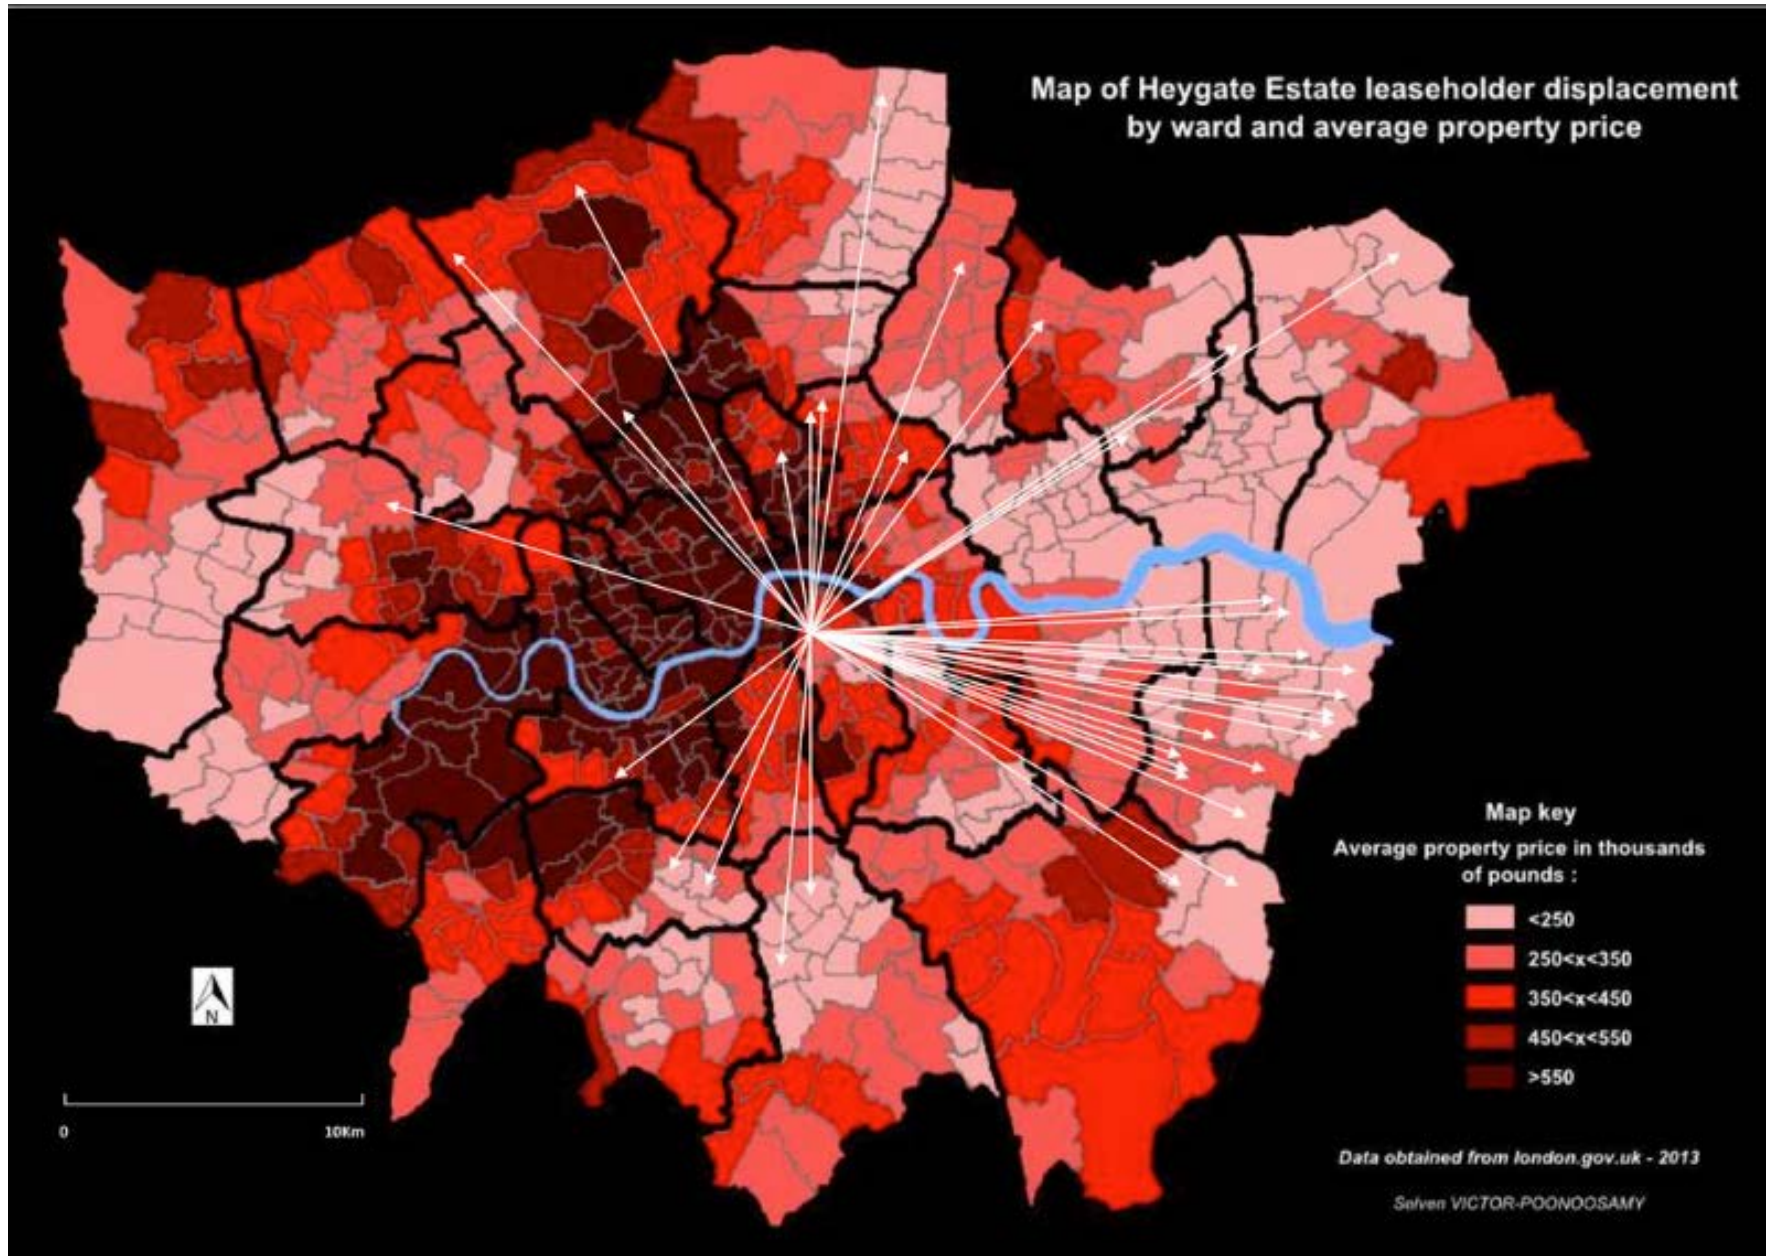 Map of Heygate Estate leaseholder displacement
by ward and average property price
Map key
Average property price in thousands
of pounds :
<250
250<x<350
350<x<450
450<x<550
>550
N
0
10Km
Data obtained from london.gov.uk - 2013
Solven VICTOR-POONOOSAMY